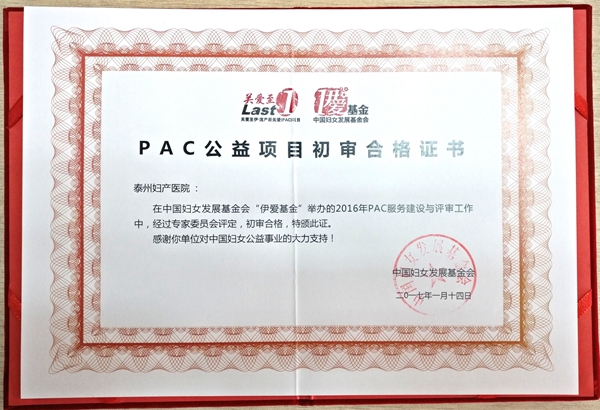 关爱至伊
Last 1
伊爱基金
中国妇女发展基金会
PAC公益项目初审合格证书
泰州妇产医院：
在中国妇女发展基金会“伊爱基金”举办的2016年PAC服务建设与评审工作
中，经过专家委员会评定，初审合格，特颁此证。
感谢你单位对中国妇女公益事业的大力支持！
中国妇女发展基金会
二〇一七年一月十四日